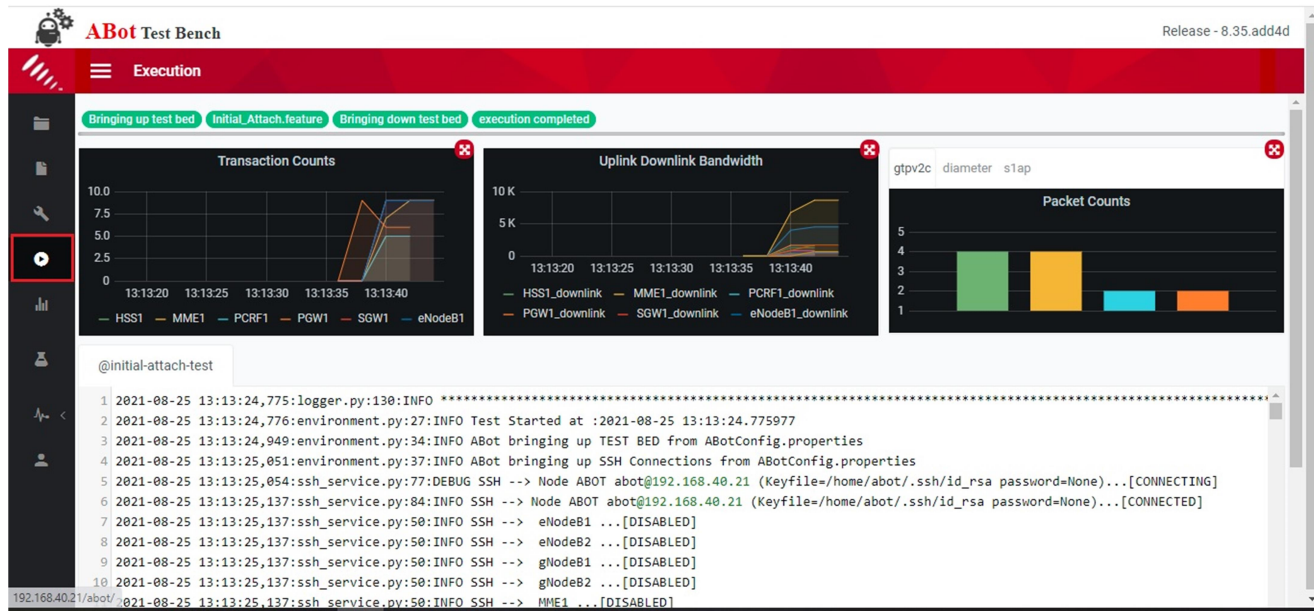 ABot Test Bench
Release - 8.35.add4d
Execution
Bringing up test bed Initial_Attach.feature Bringing down test bed execution completed
Transaction Counts
10.0
7.5
5.0
2.5
0
13:13:20 13:13:25 13:13:30 13:13:35 13:13:40
HSS1 MME1 PCRF1 PGW1 SGW1 eNodeB1
Uplink Downlink Bandwidth
10 K
5 K
0
13:13:20 13:13:25 13:13:30 13:13:35 13:13:40
HSS1_downlink MME1_downlink PCRF1_downlink
PGW1_downlink SGW1_downlink eNodeB1_downlink
gtpv2c diameter s1ap
Packet Counts
5
4
3
2
1
@initial-attach-test
1 2021-08-25 13:13:24,775:logger.py:130:INFO **************************************************************************************************************
2 2021-08-25 13:13:24,776:environment.py:27:INFO Test Started at :2021-08-25 13:13:24.775977
3 2021-08-25 13:13:24,949:environment.py:34:INFO ABot bringing up TEST BED from ABotConfig.properties
4 2021-08-25 13:13:25,051:environment.py:37:INFO ABot bringing up SSH Connections from ABotConfig.properties
5 2021-08-25 13:13:25,054:ssh_service.py:77:DEBUG SSH --> Node ABOT abot@192.168.40.21 (Keyfile=/home/abot/.ssh/id_rsa password=None)...[CONNECTING]
6 2021-08-25 13:13:25,137:ssh_service.py:84:INFO SSH --> Node ABOT abot@192.168.40.21 (Keyfile=/home/abot/.ssh/id_rsa password=None)...[CONNECTED]
7 2021-08-25 13:13:25,137:ssh_service.py:50:INFO SSH --> eNodeB1 ...[DISABLED]
8 2021-08-25 13:13:25,137:ssh_service.py:50:INFO SSH --> eNodeB2 ...[DISABLED]
9 2021-08-25 13:13:25,137:ssh_service.py:50:INFO SSH --> gNodeB1 ...[DISABLED]
10 2021-08-25 13:13:25,137:ssh_service.py:50:INFO SSH --> gNodeB2 ...[DISABLED]
2021-08-25 13:13:25,137:ssh_service.py:50:INFO SSH --> MME1 ...[DISABLED]
192.168.40.21/abot/